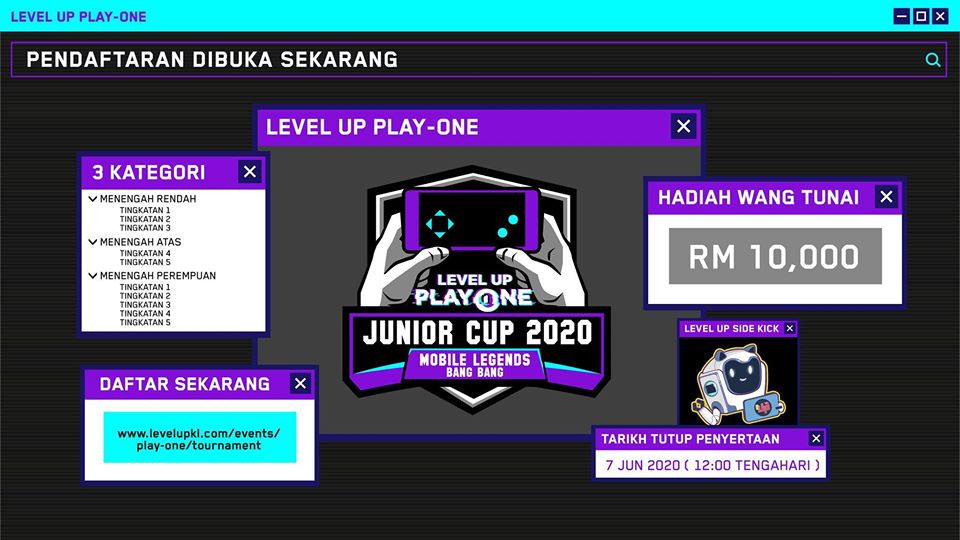 LEVEL UP PLAY-ONE
PENDAFTARAN DIBUKA SEKARANG
LEVEL UP PLAY-ONE
3 KATEGORI
MENENGAH RENDAH
TINGKATAN 1
TINGKATAN 2
TINGKATAN 3
MENENGAH ATAS
TINGKATAN 4
TINGKATAN 5
MENENGAH PEREMPUAN
TINGKATAN 1
TINGKATAN 2
TINGKATAN 3
TINGKATAN 4
TINGKATAN 5
LEVEL UP
PLAYONE
JUNIOR CUP 2020
MOBILE LEGENDS
BANG BANG
HADIAH WANG TUNAI
RM 10,000
LEVEL UP SIDE KICK
DAFTAR SEKARANG
www.levelupkl.com/events/
play-one/tournament
TARIKH TUTUP PENYERTAAN
7 JUN 2020 ( 12:00 TENGAHARI )